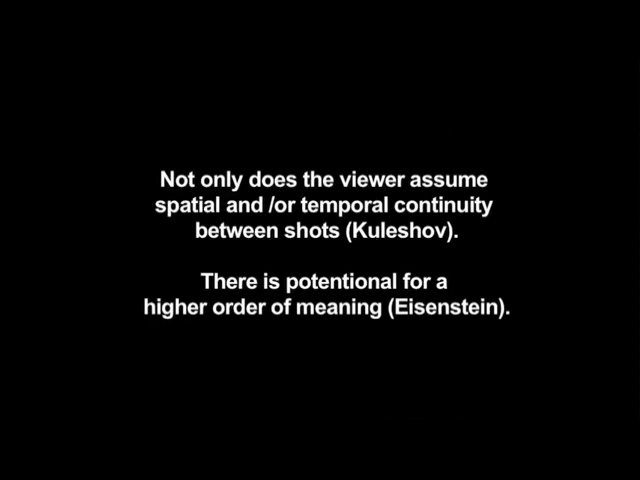 Not only does the viewer assume
spatial and /or temporal continuity
between shots (Kuleshov).
There is potentional for a
higher order of meaning (Eisenstein).